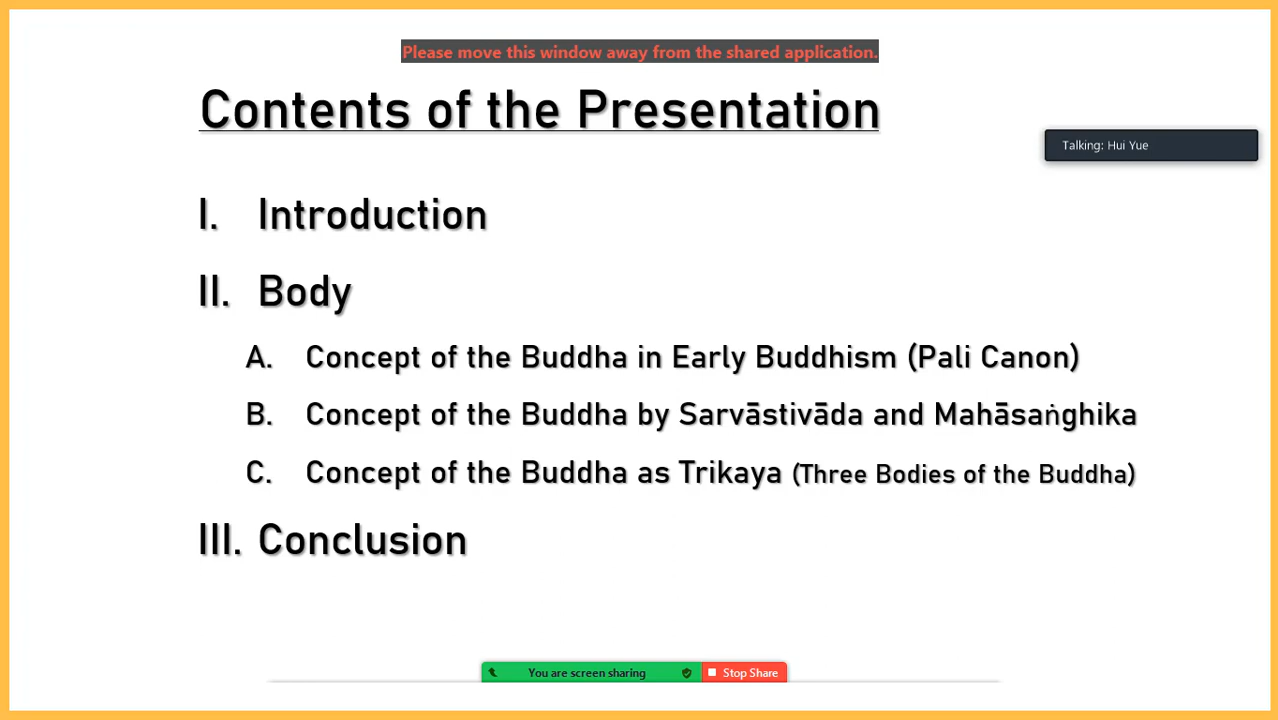 Please move this window away from the shared application.
Contents of the Presentation
Talking: Hui Yue
I. Introduction
II. Body
A. Concept of the Buddha in Early Buddhism (Pali Canon)
B. Concept of the Buddha by Sarvāstivāda and Mahāsaṅghika
C. Concept of the Buddha as Trikaya (Three Bodies of the Buddha)
III. Conclusion
You are screen sharing Stop Share